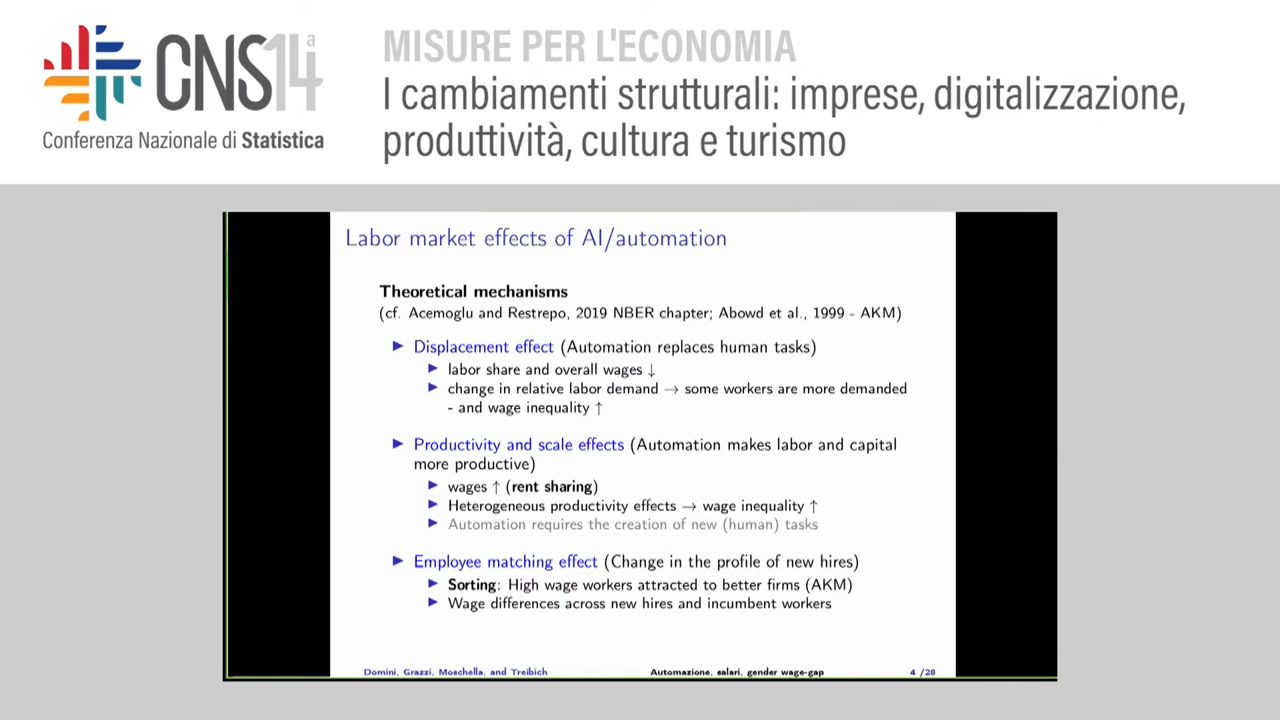 CNS14ª
Conferenza Nazionale di Statistica
MISURE PER L'ECONOMIA
I cambiamenti strutturali: imprese, digitalizzazione,
produttività, cultura e turismo
Labor market effects of AI/automation
Theoretical mechanisms
(cf. Acemoglu and Restrepo, 2019 NBER chapter; Abowd et al., 1999 - AKM)
► Displacement effect (Automation replaces human tasks)
► labor share and overall wages ↓
► change in relative labor demand → some workers are more demanded
- and wage inequality ↑
► Productivity and scale effects (Automation makes labor and capital
more productive)
► wages ↑ (rent sharing)
► Heterogeneous productivity effects → wage inequality ↑
► Automation requires the creation of new (human) tasks
► Employee matching effect (Change in the profile of new hires)
► Sorting: High wage workers attracted to better firms (AKM)
► Wage differences across new hires and incumbent workers
Domini, Grazzi, Moschella, and Treibich Automazione, salari, gender wage-gap 4 /28